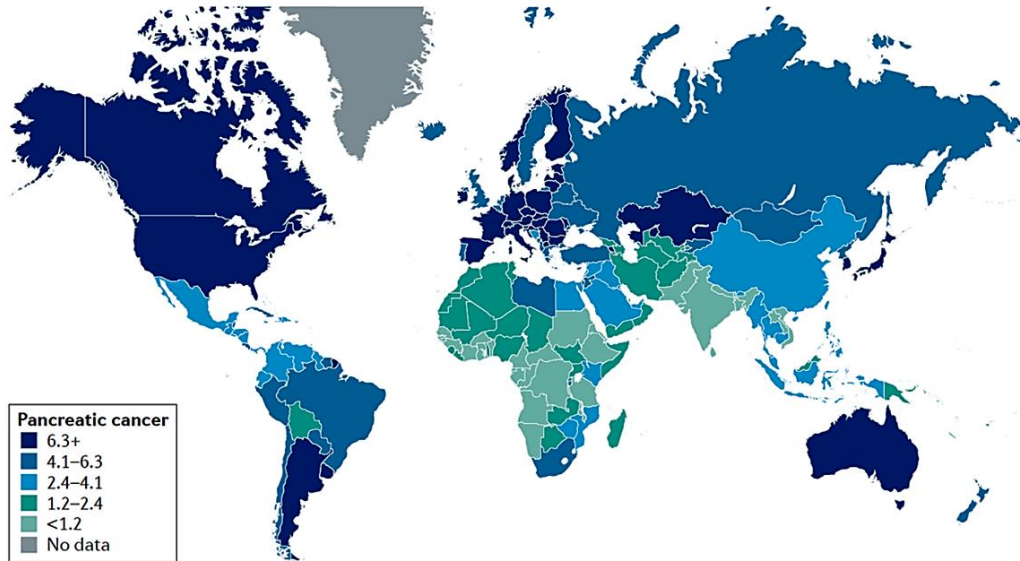 Pancreatic cancer
6.3+
4.1–6.3
2.4–4.1
1.2–2.4
<1.2
No data